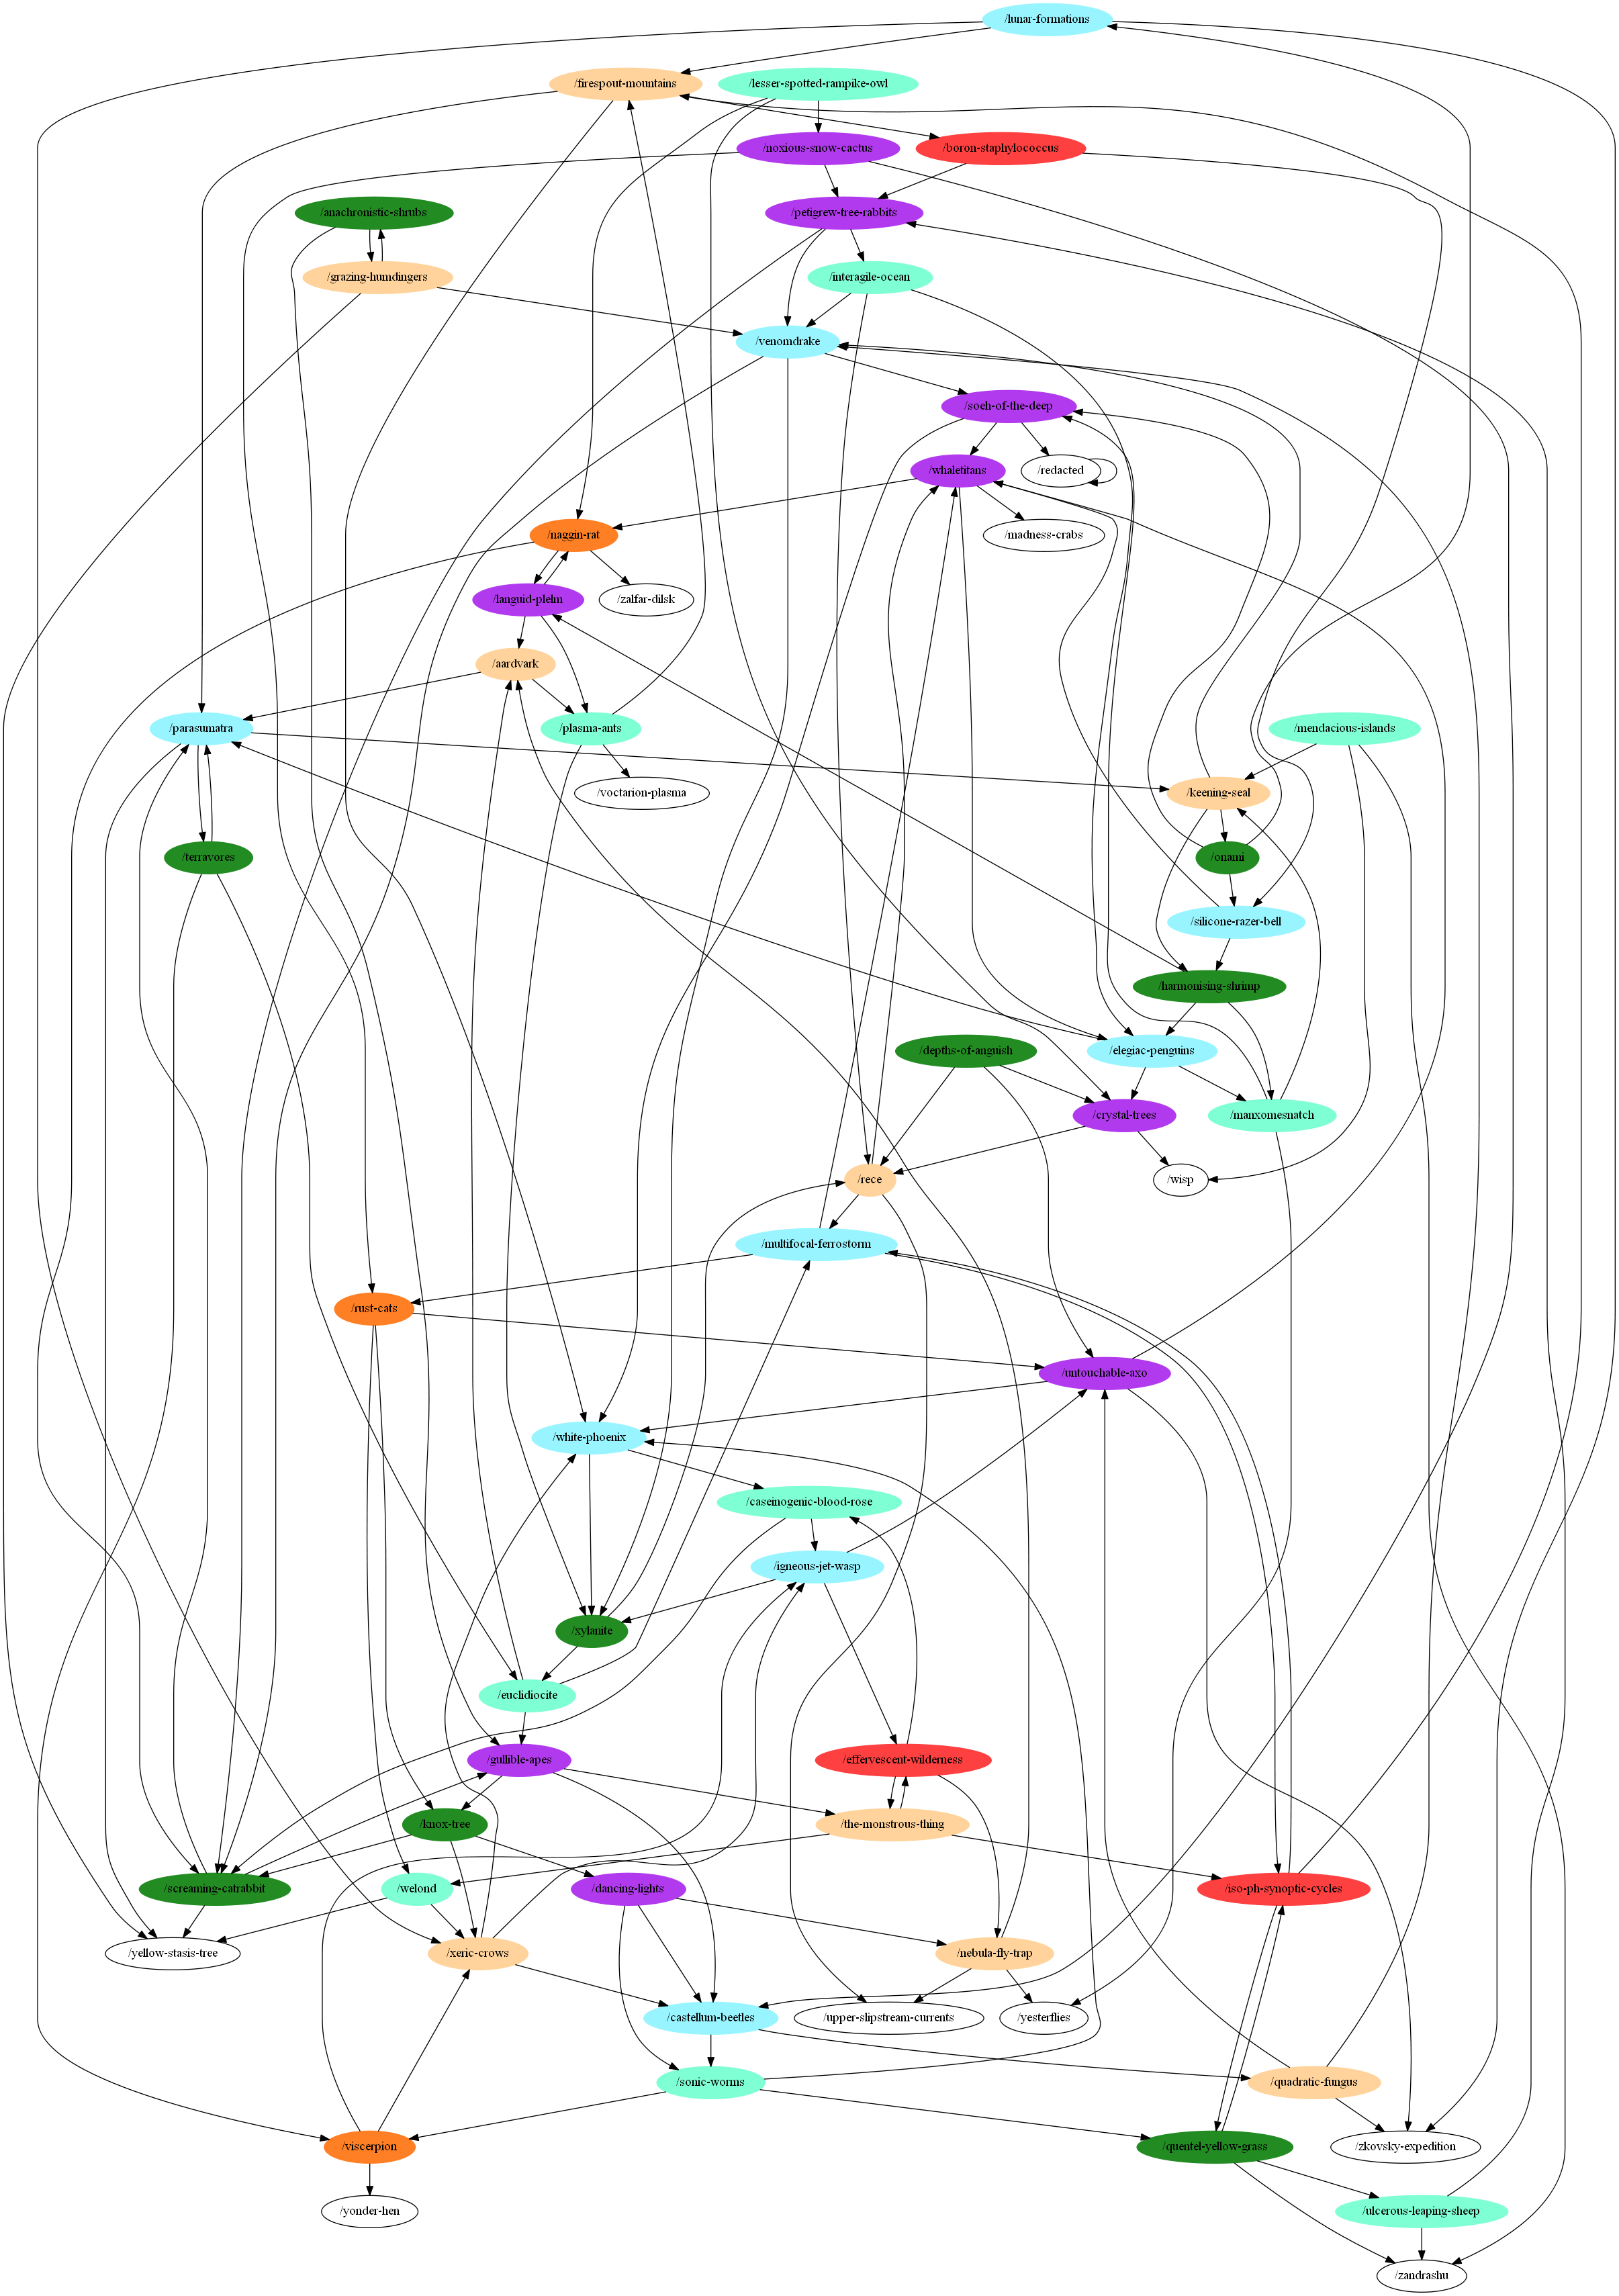 /lunar-formations
/firespout-mountains
/lesser-spotted-rampike-owl
/noxious-snow-cactus
/boron-staphylococcus
/anachronistic-shrubs
/petigrew-tree-rabbits
/grazing-humdingers
/interagile-ocean
/venomdrake
/soeh-of-the-deep
/whaletitans
/redacted
/naggin-rat
/madness-crabs
/languid-plelm
/zalfar-dilsk
/aardvark
/parasumatra
/plasma-ants
/mendacious-islands
/voctarion-plasma
/keening-seal
/terravores
/onami
/silicone-razer-bell
/harmonising-shrimp
/depths-of-anguish
/elegiac-penguins
/crystal-trees
/manxomesnatch
/rece
/wisp
/multifocal-ferrostorm
/rust-cats
/untouchable-axo
/white-phoenix
/caseinogenic-blood-rose
/igneous-jet-wasp
/xylanite
/euclidiocite
/gullible-apes
/effervescent-wilderness
/knox-tree
/the-monstrous-thing
/screaming-catrabbit
/welond
/dancing-lights
/iso-ph-synoptic-cycles
/yellow-stasis-tree
/xeric-crows
/nebula-fly-trap
/castellum-beetles
/upper-slipstream-currents
/yesterflies
/sonic-worms
/quadratic-fungus
/viscerpion
/quentel-yellow-grass
/zkovsky-expedition
/yonder-hen
/ulcerous-leaping-sheep
/zandrashu